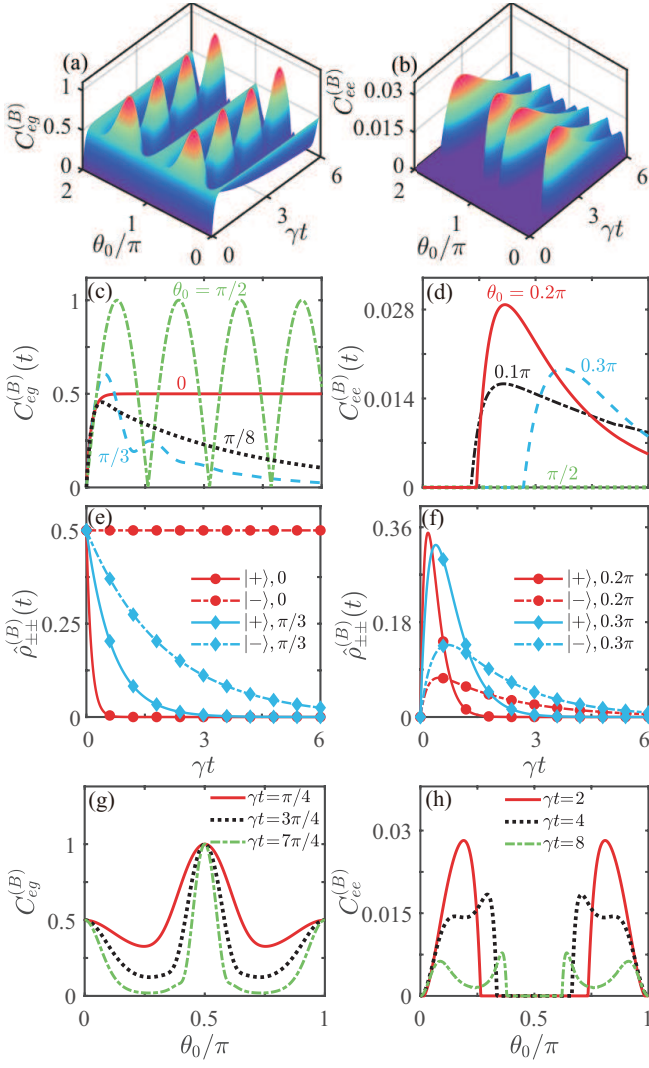 (a)
C_{eg}^{(B)}
1
0.5
0
2
1
0
θ_0/π
0
3
6
γt
(b)
C_{ee}^{(B)}
0.03
0.015
0
2
1
0
θ_0/π
0
3
6
γt
(c)
C_{eg}^{(B)}(t)
1
0.5
0
θ_0 = π/2
0
π/8
π/3
(d)
C_{ee}^{(B)}(t)
0.028
0.014
0
θ_0 = 0.2π
0.1π
0.3π
π/2
(e)
ρ̂_{±±}^{(B)}(t)
0.5
0.25
0
|+⟩, 0
|−⟩, 0
|+⟩, π/3
|−⟩, π/3
0 3 6
γt
(f)
ρ̂_{±±}^{(B)}(t)
0.36
0.18
0
|+⟩, 0.2π
|−⟩, 0.2π
|+⟩, 0.3π
|−⟩, 0.3π
0 3 6
γt
(g)
C_{eg}^{(B)}
1
0.5
0
γt=π/4
γt=3π/4
γt=7π/4
0 0.5 1
θ_0/π
(h)
C_{ee}^{(B)}
0.03
0.015
0
γt=2
γt=4
γt=8
0 0.5 1
θ_0/π